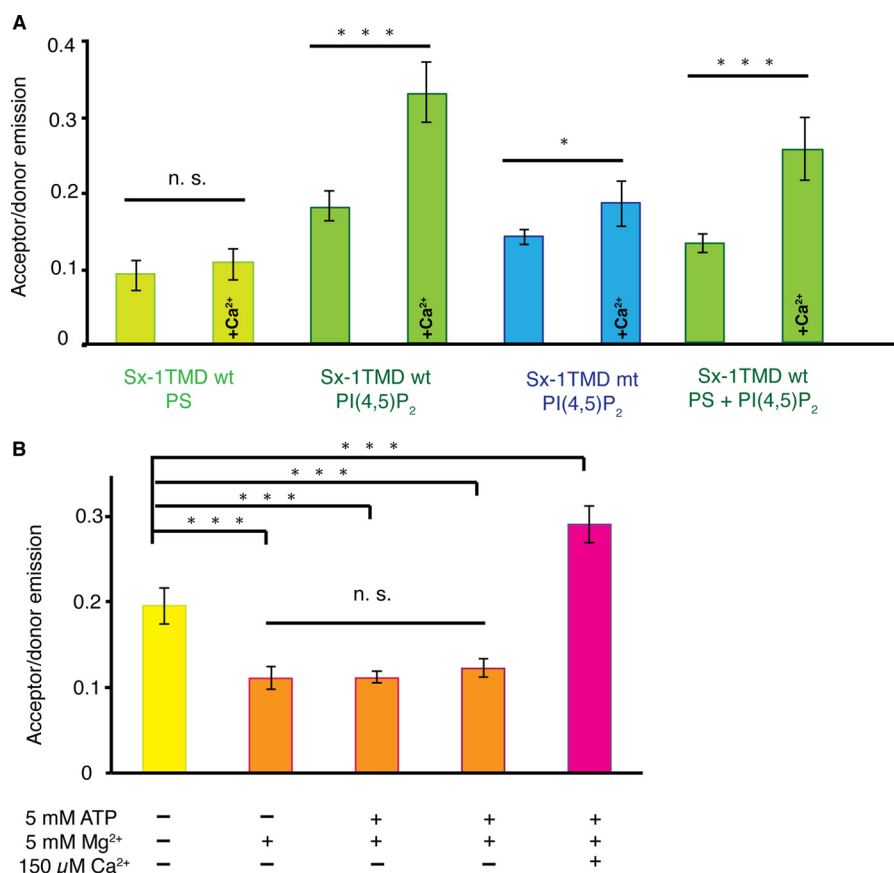 A
* * *
* * *
*
n. s.
0.4
0.3
0.2
0.1
0
Acceptor/donor emission
+Ca²⁺
+Ca²⁺
+Ca²⁺
+Ca²⁺
Sx-1TMD wt
PS
Sx-1TMD wt
PI(4,5)P₂
Sx-1TMD mt
PI(4,5)P₂
Sx-1TMD wt
PS + PI(4,5)P₂
B
* * *
* * *
* * *
* * *
n. s.
0.3
0.2
0.1
0
Acceptor/donor emission
5 mM ATP – – + + +
5 mM Mg²⁺ – + + + +
150 µM Ca²⁺ – – – – +